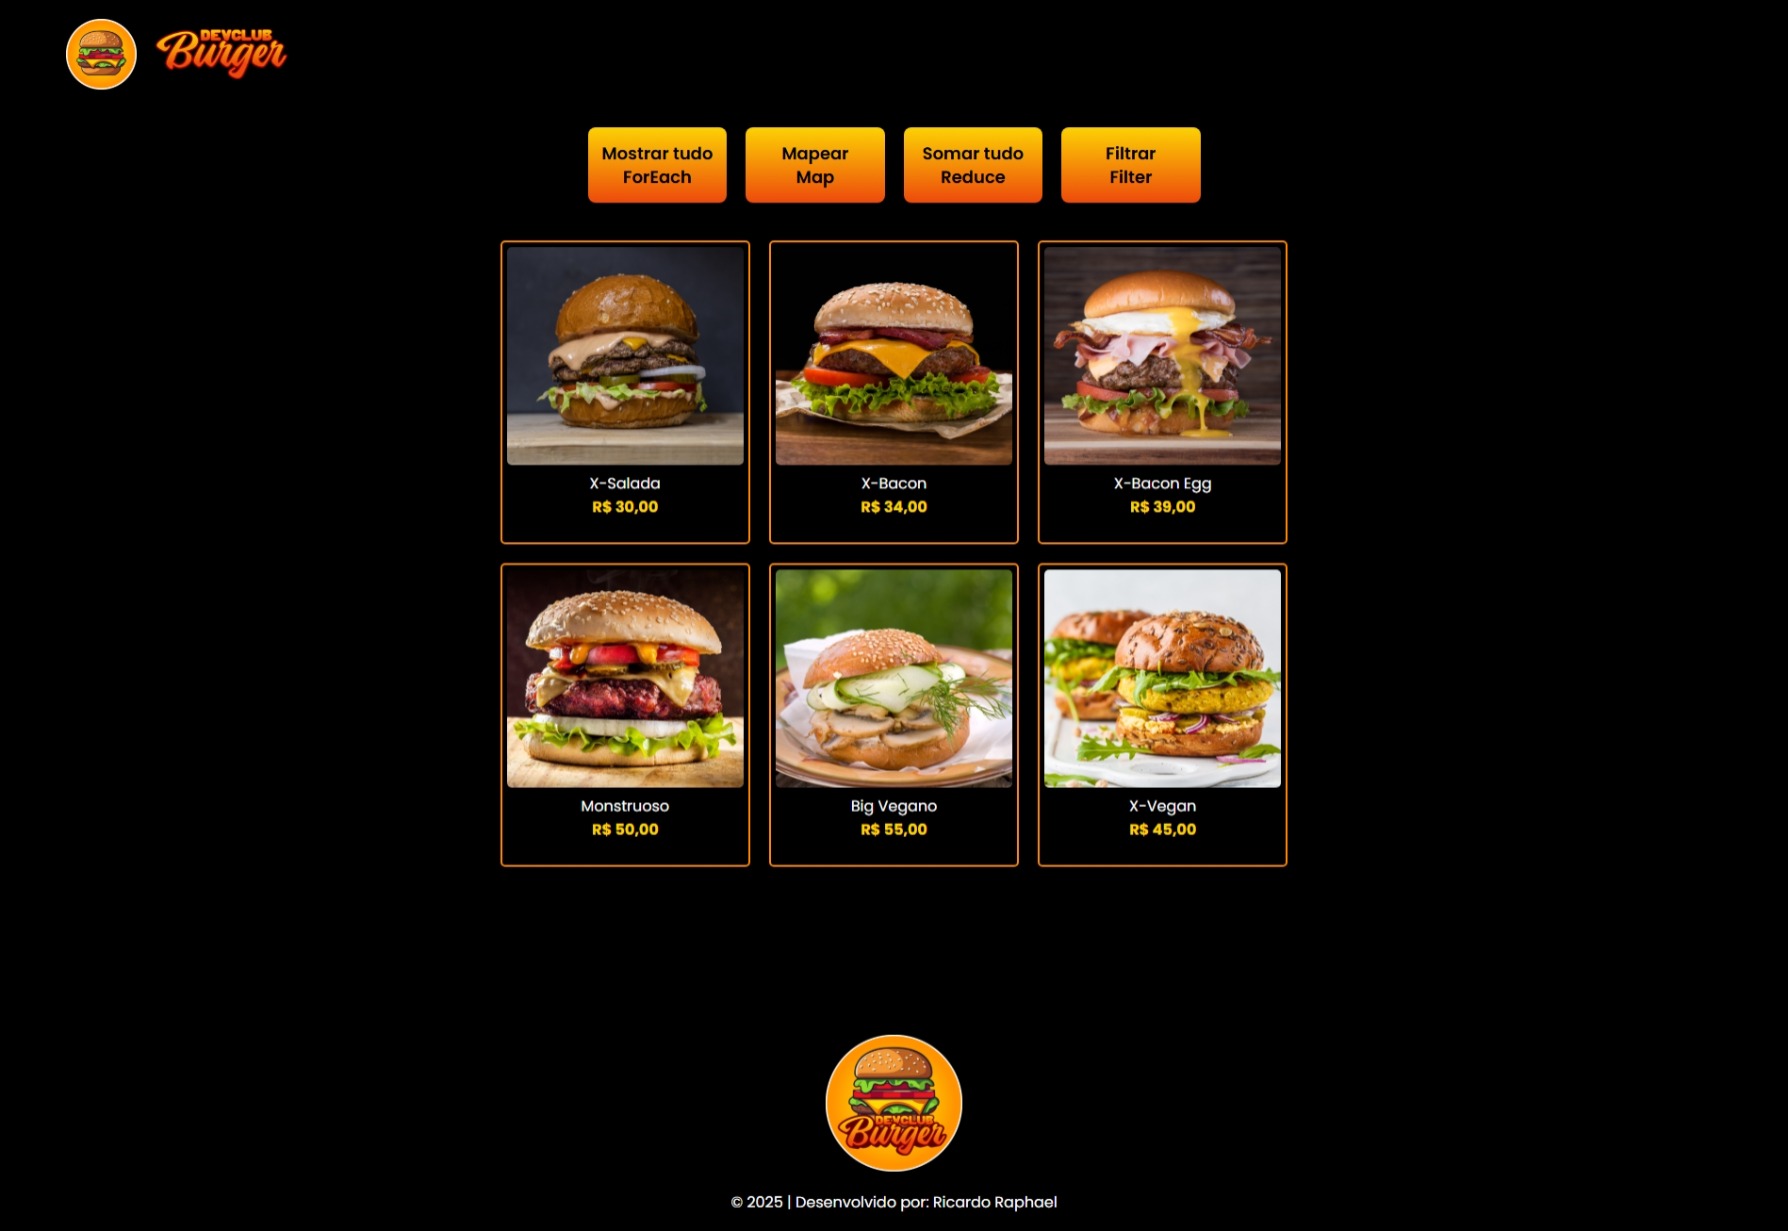 DEVCLUB
Burger
Mostrar tudo
ForEach
Mapear
Map
Somar tudo
Reduce
Filtrar
Filter
X-Salada
R$ 30,00
X-Bacon
R$ 34,00
X-Bacon Egg
R$ 39,00
Monstruoso
R$ 50,00
Big Vegano
R$ 55,00
X-Vegan
R$ 45,00
DEVCLUB
Burger
© 2025 | Desenvolvido por: Ricardo Raphael